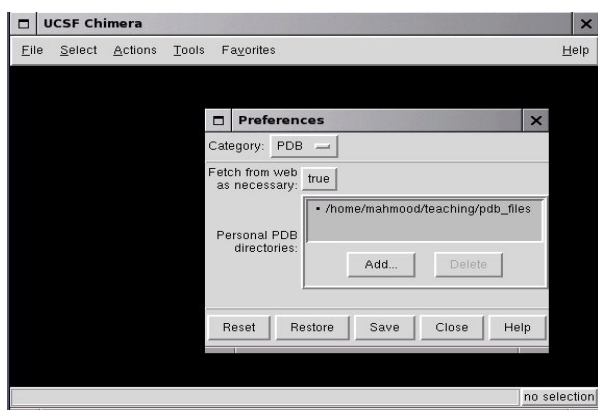 UCSF Chimera
File Select Actions Tools Favorites Help
Preferences
Category: PDB
Fetch from web
as necessary: true
• /home/mahmood/teaching/pdb_files
Personal PDB
directories:
Add... Delete
Reset Restore Save Close Help
no selection